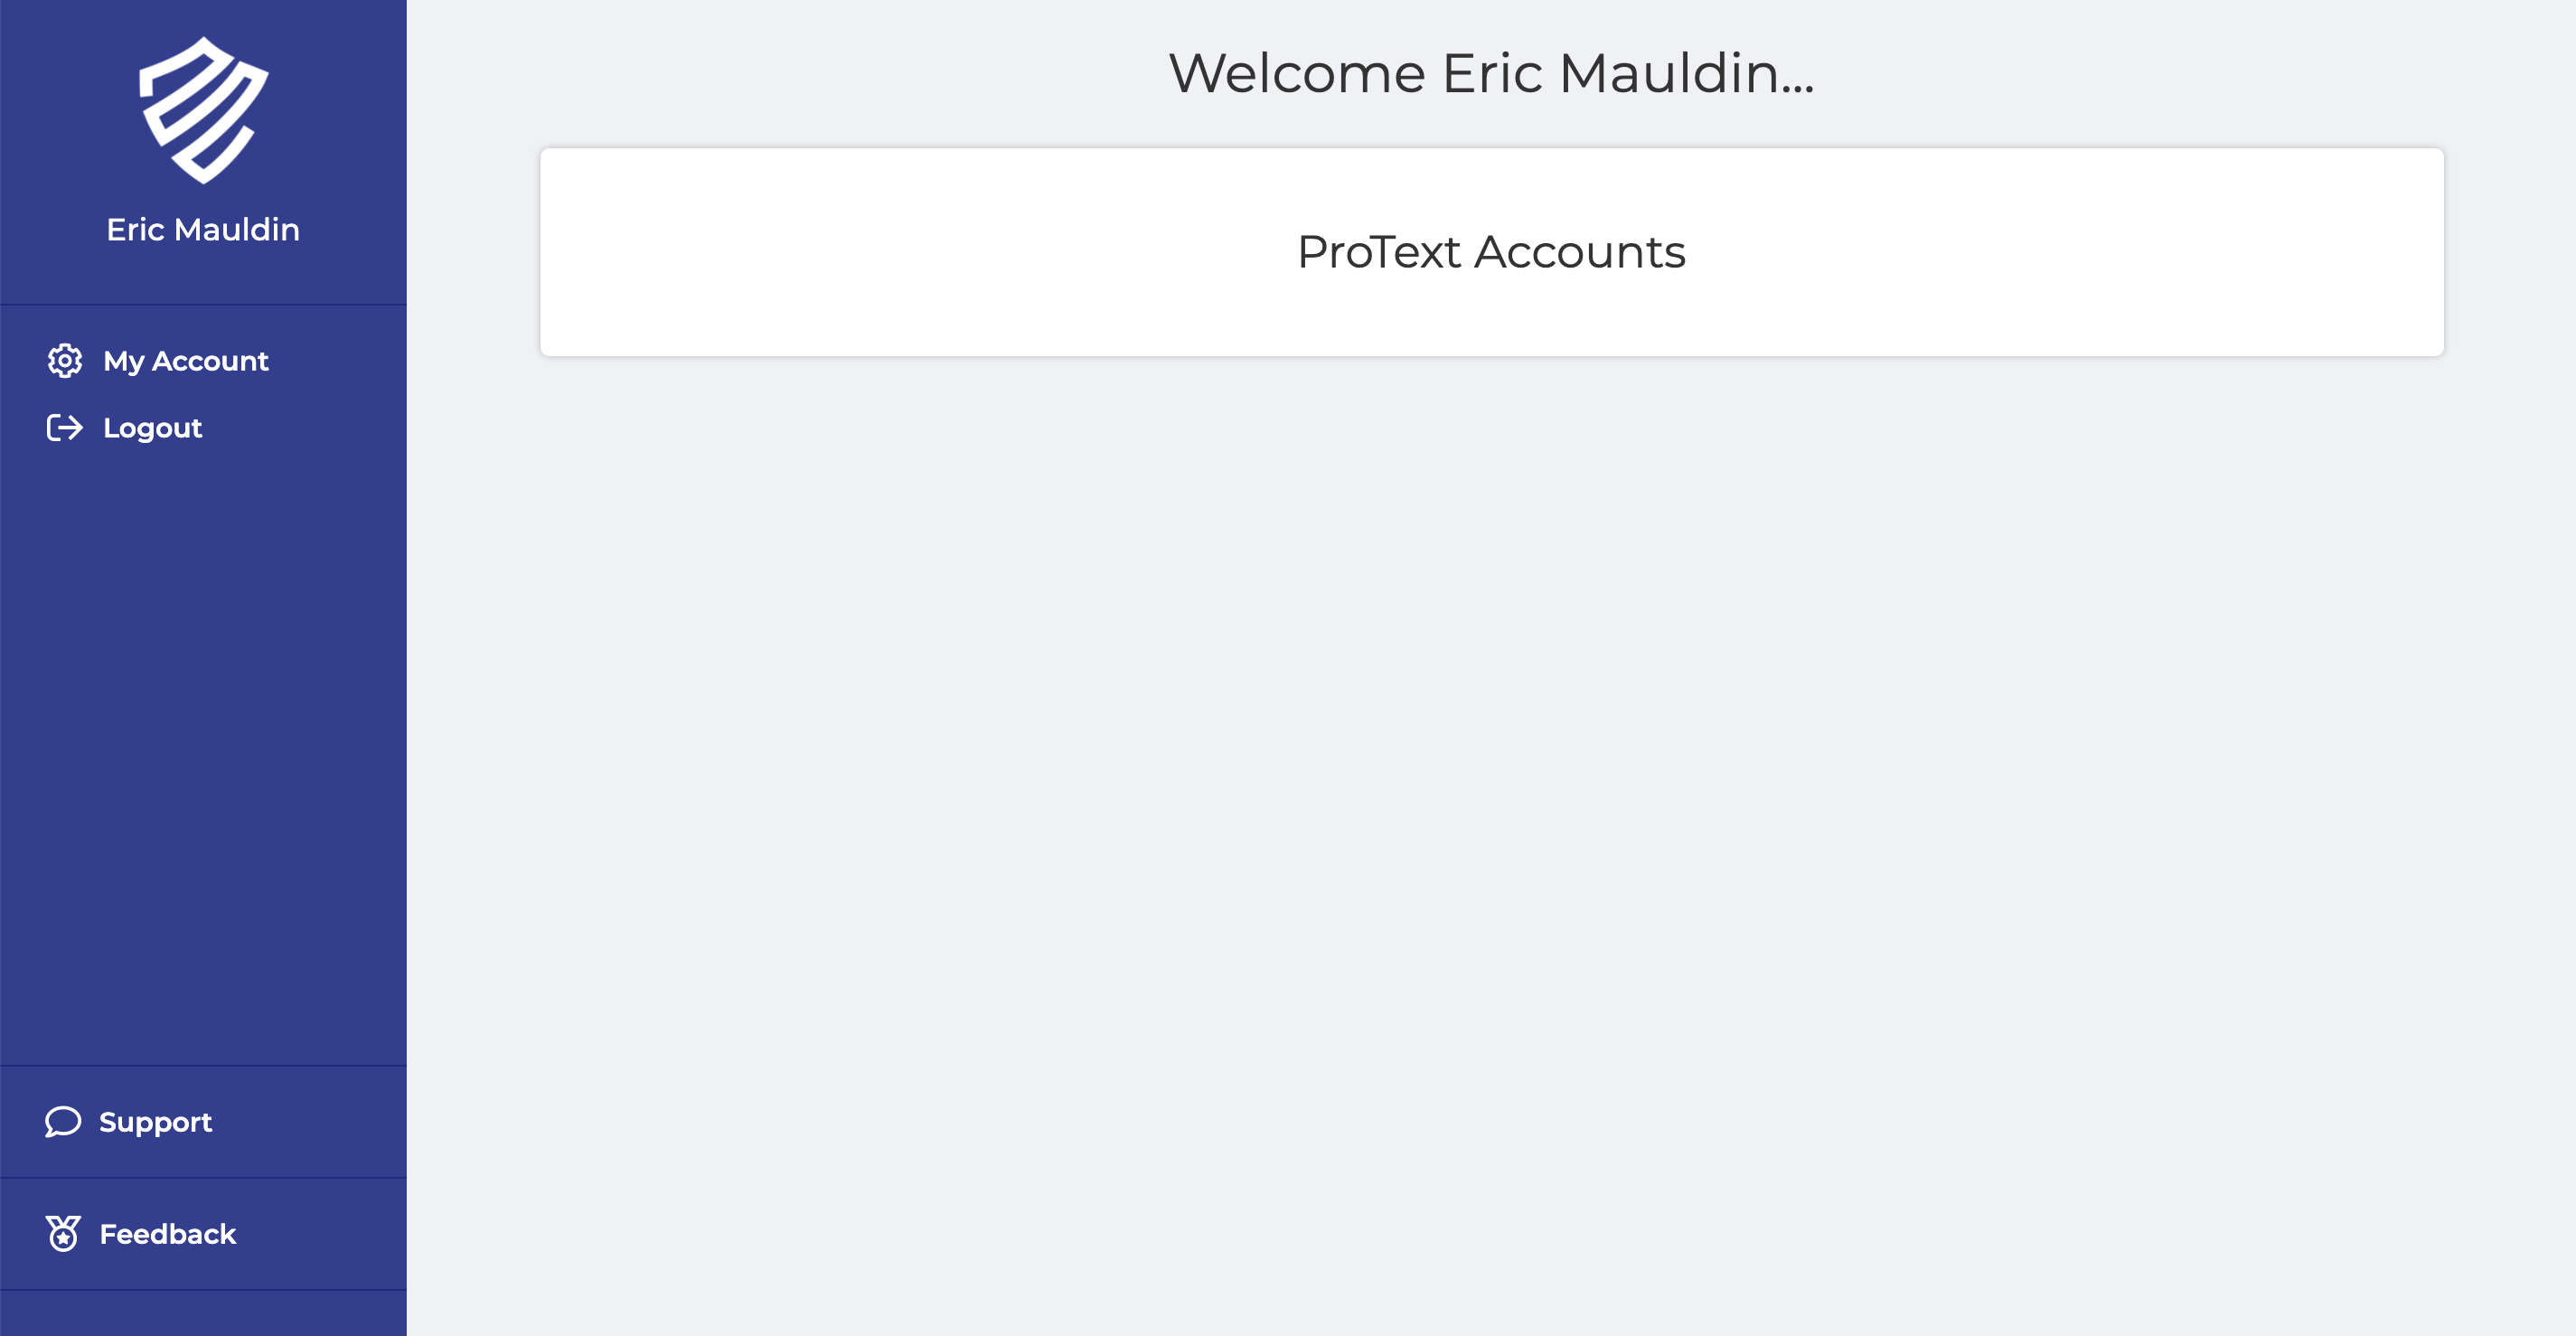 Eric Mauldin
My Account
Logout
Support
Feedback
Welcome Eric Mauldin...
ProText Accounts